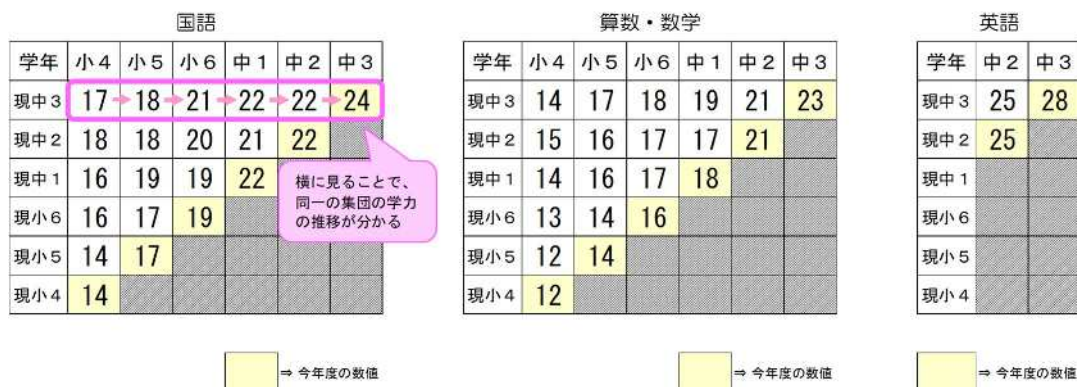 国語
学年 小4 小5 小6 中1 中2 中3
現中3 17 18 21 22 22 24
現中2 18 18 20 21 22
現中1 16 19 19 22
現小6 16 17 19
現小5 14 17
現小4 14
横に見ることで、
同一の集団の学力
の推移が分かる
⇒ 今年度の数値
算数・数学
学年 小4 小5 小6 中1 中2 中3
現中3 14 17 18 19 21 23
現中2 15 16 17 17 21
現中1 14 16 17 18
現小6 13 14 16
現小5 12 14
現小4 12
⇒ 今年度の数値
英語
学年 中2 中3
現中3 25 28
現中2 25
現中1
現小6
現小5
現小4
⇒ 今年度の数値